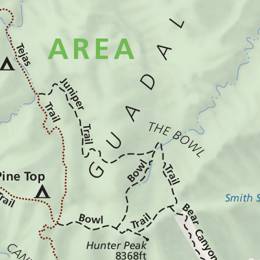 Tejas
Trail
AREA
Juniper
Trail
GUADAL
THE BOWL
Bowl
Trail
Pine Top
Trail
Bowl
Trail
Bear Canyon
Smith S
Hunter Peak
8368ft
CAN